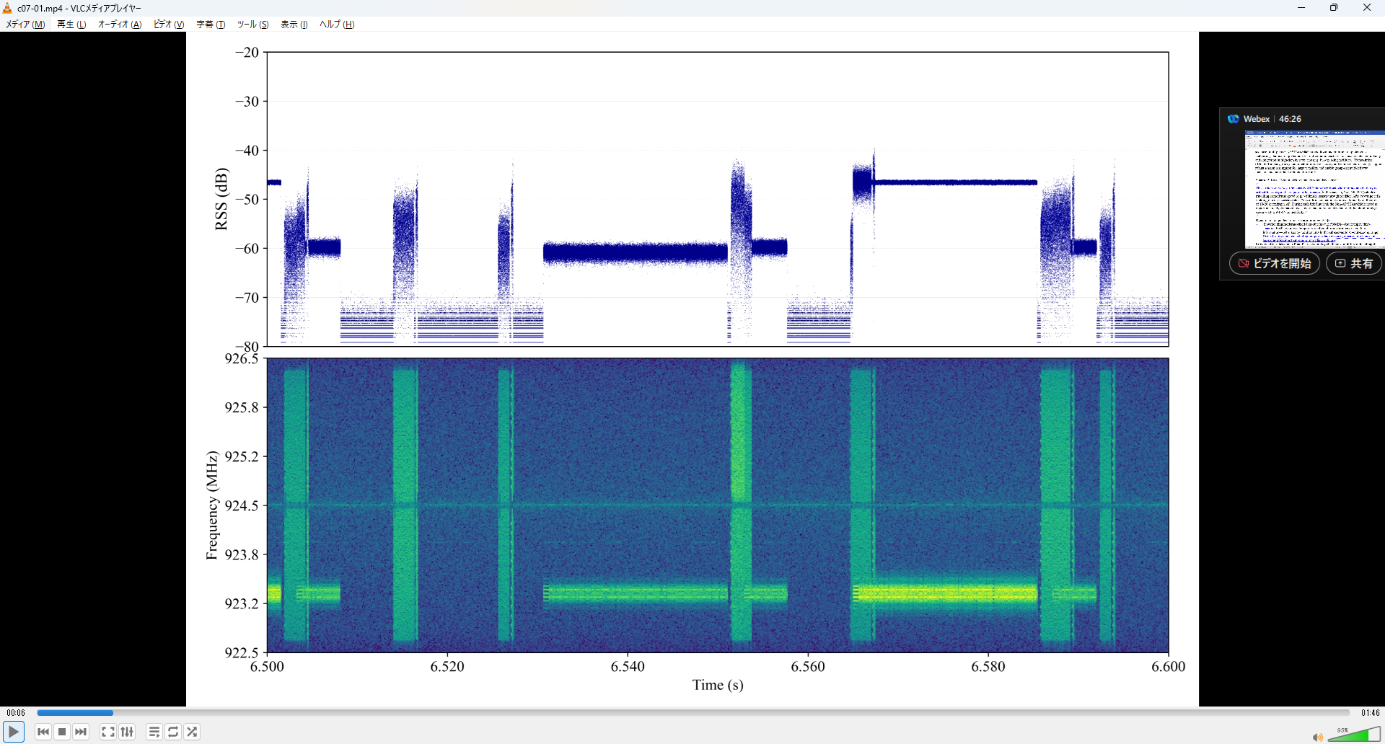 c07-01.mp4 - VLCメディアプレイヤー
メディア(M) 再生(L) オーディオ(A) ビデオ(V) 字幕(T) ツール(S) 表示(I) ヘルプ(H)
−20
−30
−40
−50
−60
−70
−80
RSS (dB)
926.5
925.8
925.2
924.5
923.8
923.2
922.5
Frequency (MHz)
6.500 6.520 6.540 6.560 6.580 6.600
Time (s)
Webex | 46:26
ビデオを開始 共有
00:06 01:46